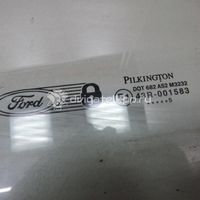 PILKINGTON
DOT 682 AS2 M3232
43R-001583
Ford